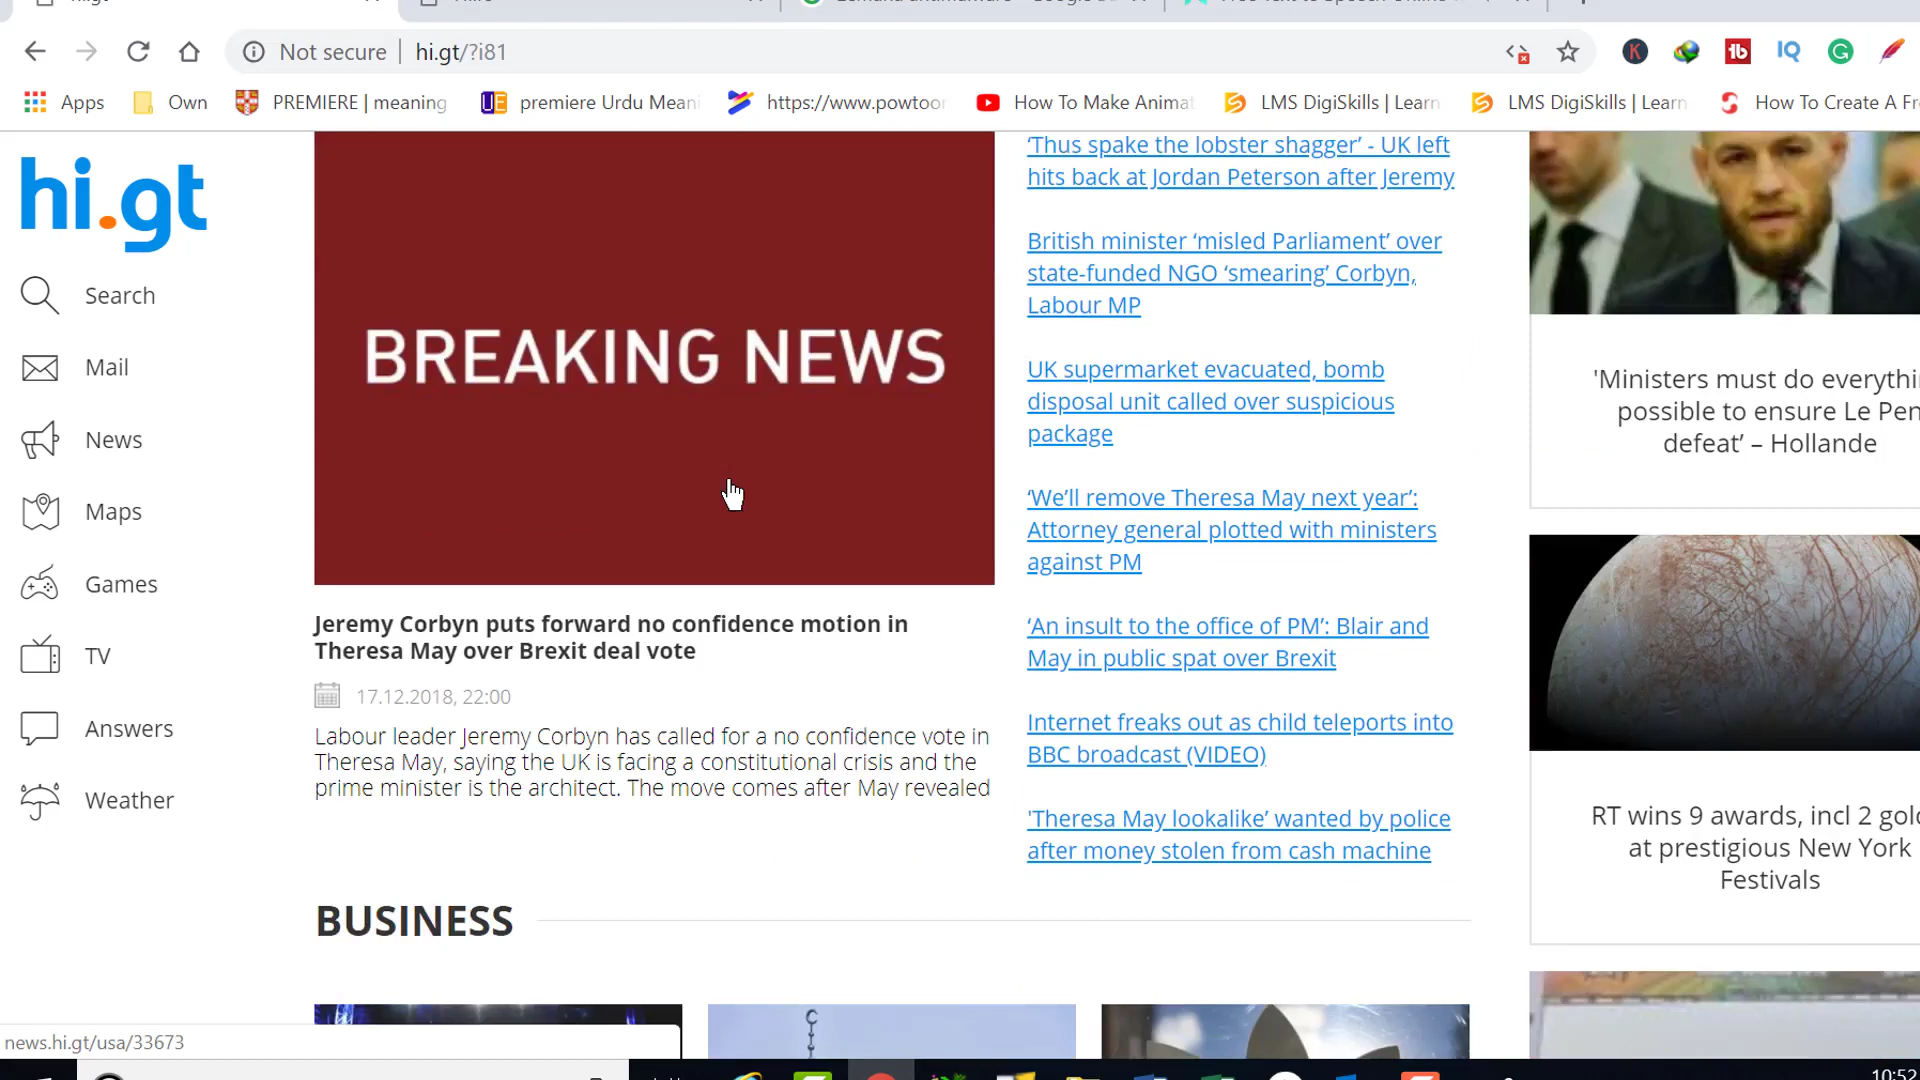 Not secure
hi.gt/?i81
Apps
Own
PREMIERE | meaning
premiere Urdu Meani
https://www.powtoon
How To Make Animat
LMS DigiSkills | Learn
LMS DigiSkills | Learn
How To Create A Fr
hi.gt
Search
Mail
News
Maps
Games
TV
Answers
Weather
BREAKING NEWS
Jeremy Corbyn puts forward no confidence motion in
Theresa May over Brexit deal vote
17.12.2018, 22:00
Labour leader Jeremy Corbyn has called for a no confidence vote in
Theresa May, saying the UK is facing a constitutional crisis and the
prime minister is the architect. The move comes after May revealed
‘Thus spake the lobster shagger’ - UK left
hits back at Jordan Peterson after Jeremy
British minister ‘misled Parliament’ over
state-funded NGO ‘smearing’ Corbyn,
Labour MP
UK supermarket evacuated, bomb
disposal unit called over suspicious
package
‘We’ll remove Theresa May next year’:
Attorney general plotted with ministers
against PM
‘An insult to the office of PM’: Blair and
May in public spat over Brexit
Internet freaks out as child teleports into
BBC broadcast (VIDEO)
'Theresa May lookalike’ wanted by police
after money stolen from cash machine
'Ministers must do everythi
possible to ensure Le Pen
defeat’ – Hollande
RT wins 9 awards, incl 2 gol
at prestigious New York
Festivals
BUSINESS
news.hi.gt/usa/33673
10:52